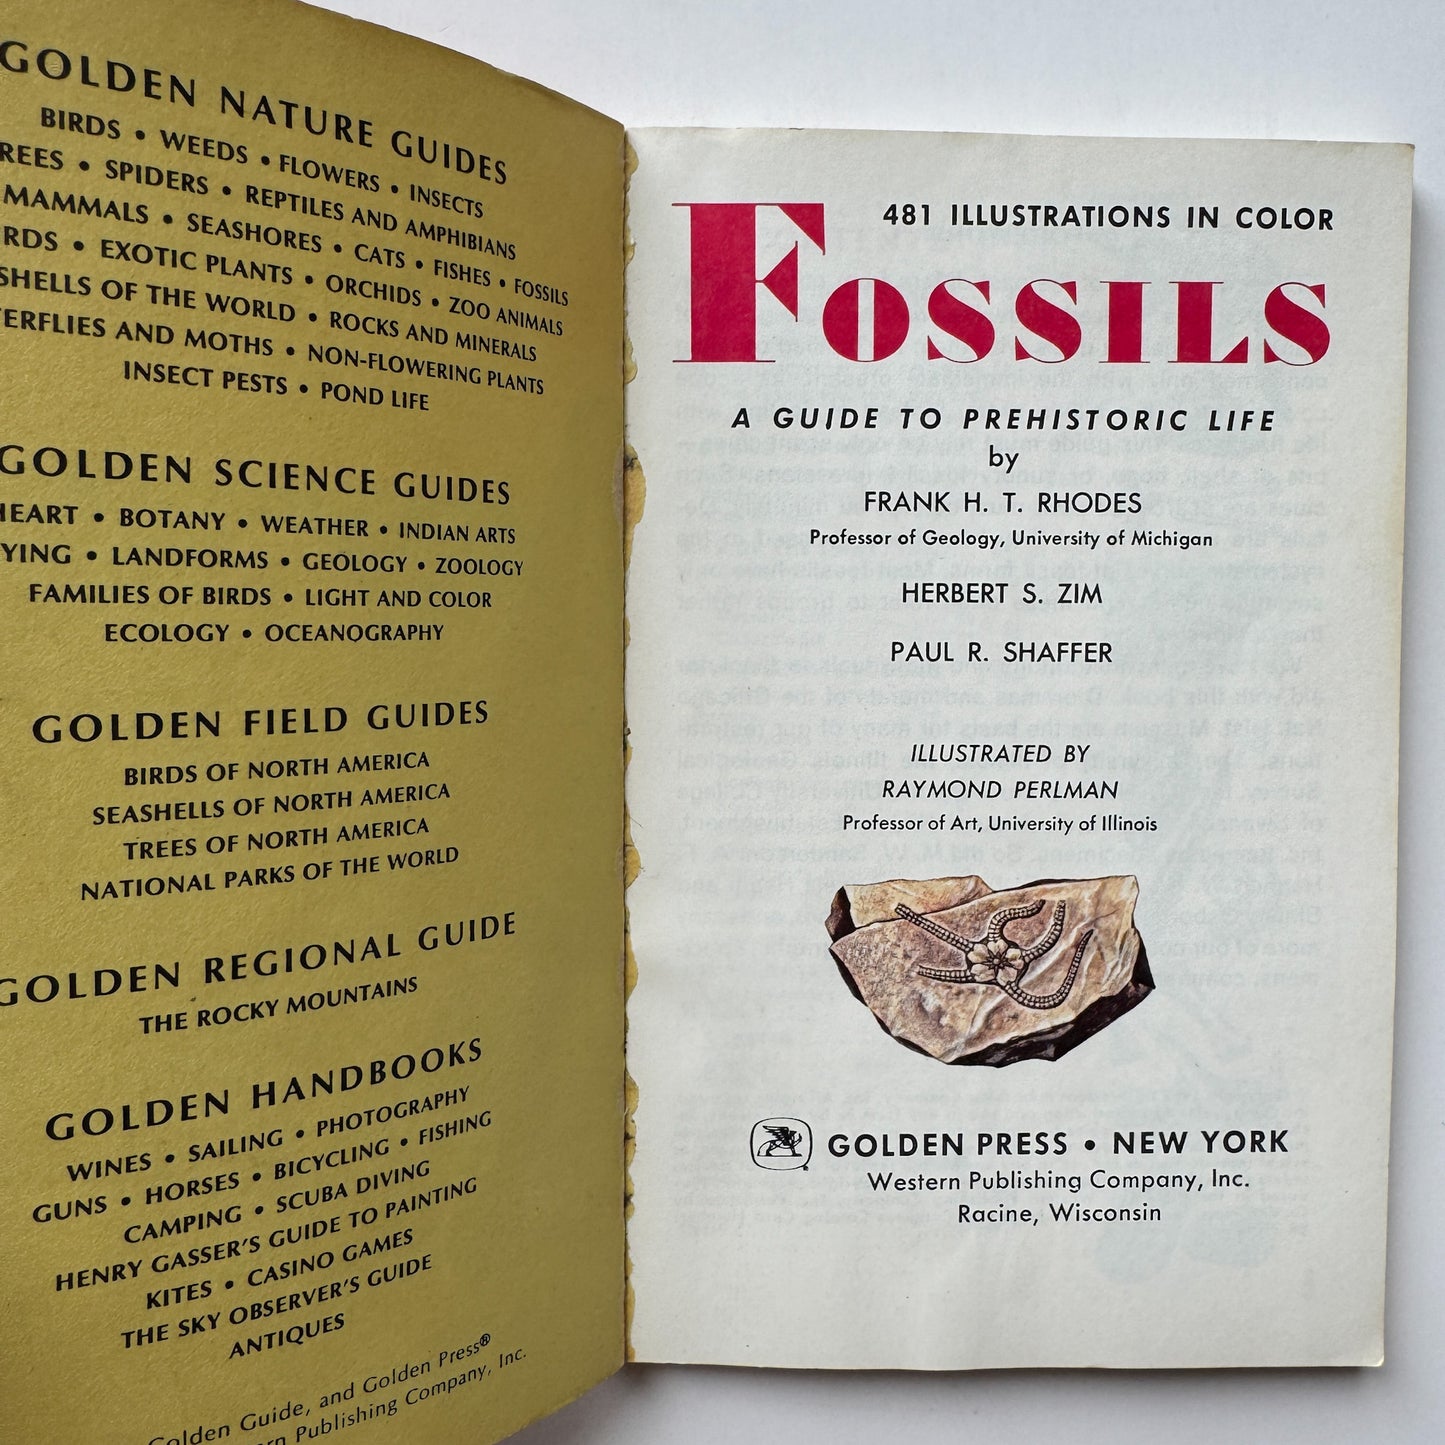 GOLDEN NATURE GUIDES
BIRDS • WEEDS • FLOWERS • INSECTS
REES • SPIDERS • REPTILES AND AMPHIBIANS
MAMMALS • SEASHORES • CATS • FISHES • FOSSILS
RDS • EXOTIC PLANTS • ORCHIDS • ZOO ANIMALS
SHELLS OF THE WORLD • ROCKS AND MINERALS
TERFLIES AND MOTHS • NON-FLOWERING PLANTS
INSECT PESTS • POND LIFE
GOLDEN SCIENCE GUIDES
HEART • BOTANY • WEATHER • INDIAN ARTS
YING • LANDFORMS • GEOLOGY • ZOOLOGY
FAMILIES OF BIRDS • LIGHT AND COLOR
ECOLOGY • OCEANOGRAPHY
GOLDEN FIELD GUIDES
BIRDS OF NORTH AMERICA
SEASHELLS OF NORTH AMERICA
TREES OF NORTH AMERICA
NATIONAL PARKS OF THE WORLD
GOLDEN REGIONAL GUIDE
THE ROCKY MOUNTAINS
GOLDEN HANDBOOKS
WINES • SAILING • PHOTOGRAPHY
GUNS • HORSES • BICYCLING • FISHING
CAMPING • SCUBA DIVING
HENRY GASSER'S GUIDE TO PAINTING
KITES • CASINO GAMES
THE SKY OBSERVER'S GUIDE
ANTIQUES
Golden Guide, and Golden Press®
ern Publishing Company, Inc.
481 ILLUSTRATIONS IN COLOR
FOSSILS
A GUIDE TO PREHISTORIC LIFE
by
FRANK H. T. RHODES
Professor of Geology, University of Michigan
HERBERT S. ZIM
PAUL R. SHAFFER
ILLUSTRATED BY
RAYMOND PERLMAN
Professor of Art, University of Illinois
GOLDEN PRESS • NEW YORK
Western Publishing Company, Inc.
Racine, Wisconsin